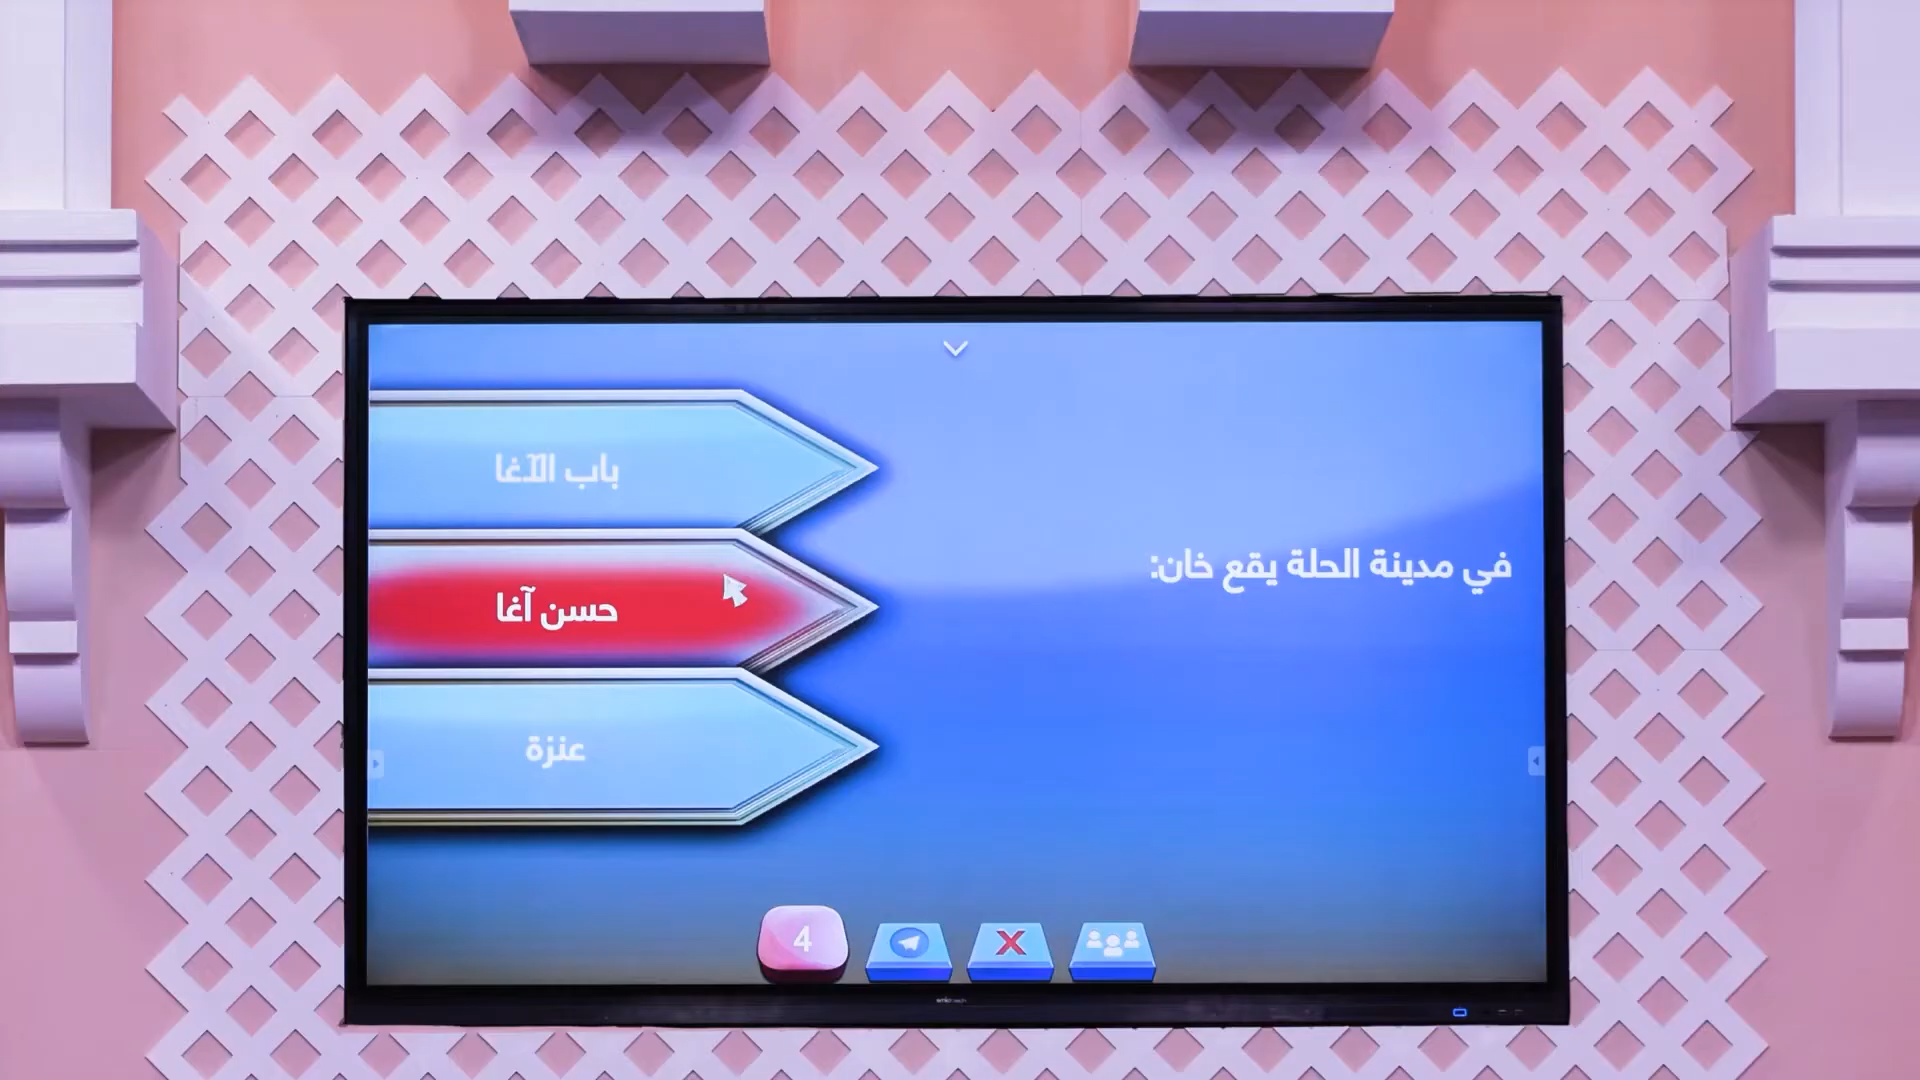 في مدينة الحلة يقع خان:
باب الآغا
حسن آغا
عنزة
4